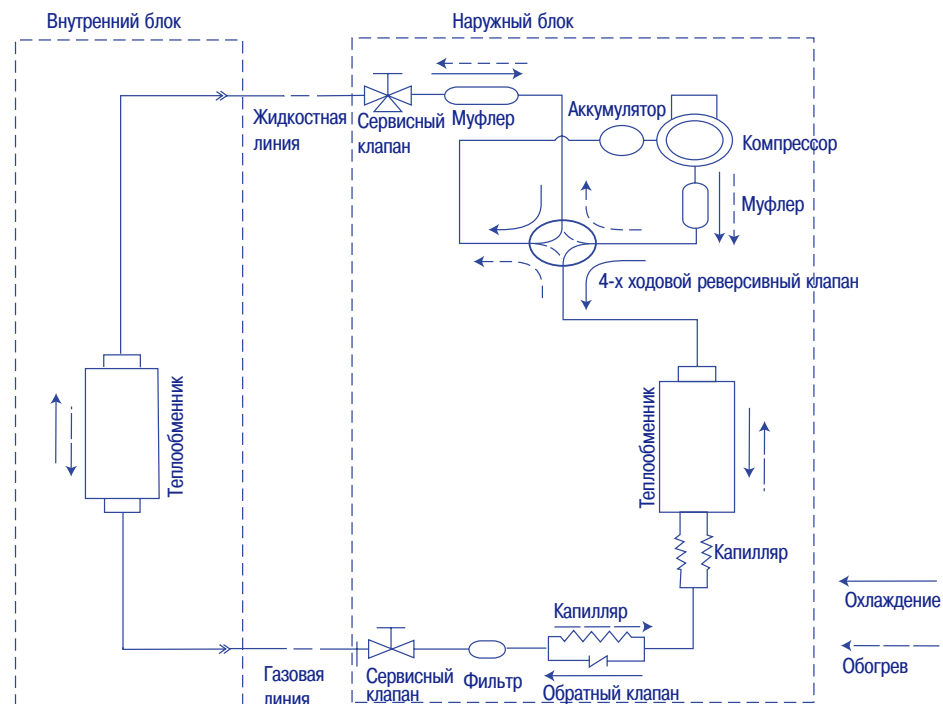 Внутренний блок
Наружный блок
Жидкостная
линия
Сервисный
клапан
Муфлер
Аккумулятор
Компрессор
Муфлер
4-х ходовой реверсивный клапан
Теплообменник
Теплообменник
Капилляр
Охлаждение
Обогрев
Капилляр
Газовая
линия
Сервисный
клапан
Фильтр
Обратный клапан